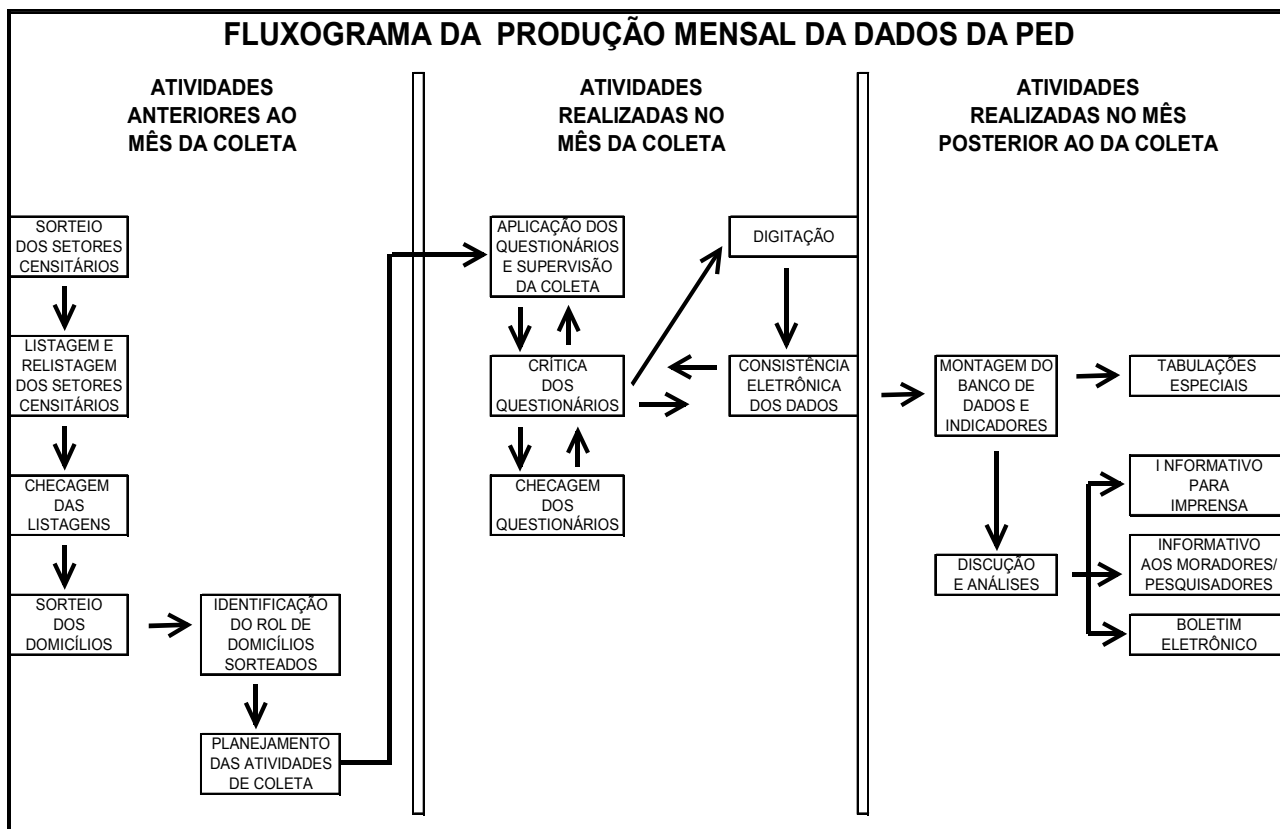 FLUXOGRAMA DA PRODUÇÃO MENSAL DA DADOS DA PED
ATIVIDADES
ANTERIORES AO
MÊS DA COLETA
SORTEIO
DOS SETORES
CENSITÁRIOS
LISTAGEM E
RELISTAGEM
DOS SETORES
CENSITÁRIOS
CHECAGEM
DAS
LISTAGENS
SORTEIO
DOS
DOMICÍLIOS
IDENTIFICAÇÃO
DO ROL DE
DOMICÍLIOS
SORTEADOS
PLANEJAMENTO
DAS ATIVIDADES
DE COLETA
ATIVIDADES
REALIZADAS NO
MÊS DA COLETA
APLICAÇÃO DOS
QUESTIONÁRIOS
E SUPERVISÃO
DA COLETA
CRÍTICA
DOS
QUESTIONÁRIOS
CHECAGEM
DOS
QUESTIONÁRIOS
DIGITAÇÃO
CONSISTÊNCIA
ELETRÔNICA
DOS DADOS
ATIVIDADES
REALIZADAS NO MÊS
POSTERIOR AO DA COLETA
MONTAGEM DO
BANCO DE
DADOS E
INDICADORES
TABULAÇÕES
ESPECIAIS
DISCUÇÃO
E ANÁLISES
I NFORMATIVO
PARA
IMPRENSA
INFORMATIVO
AOS MORADORES/
PESQUISADORES
BOLETIM
ELETRÔNICO